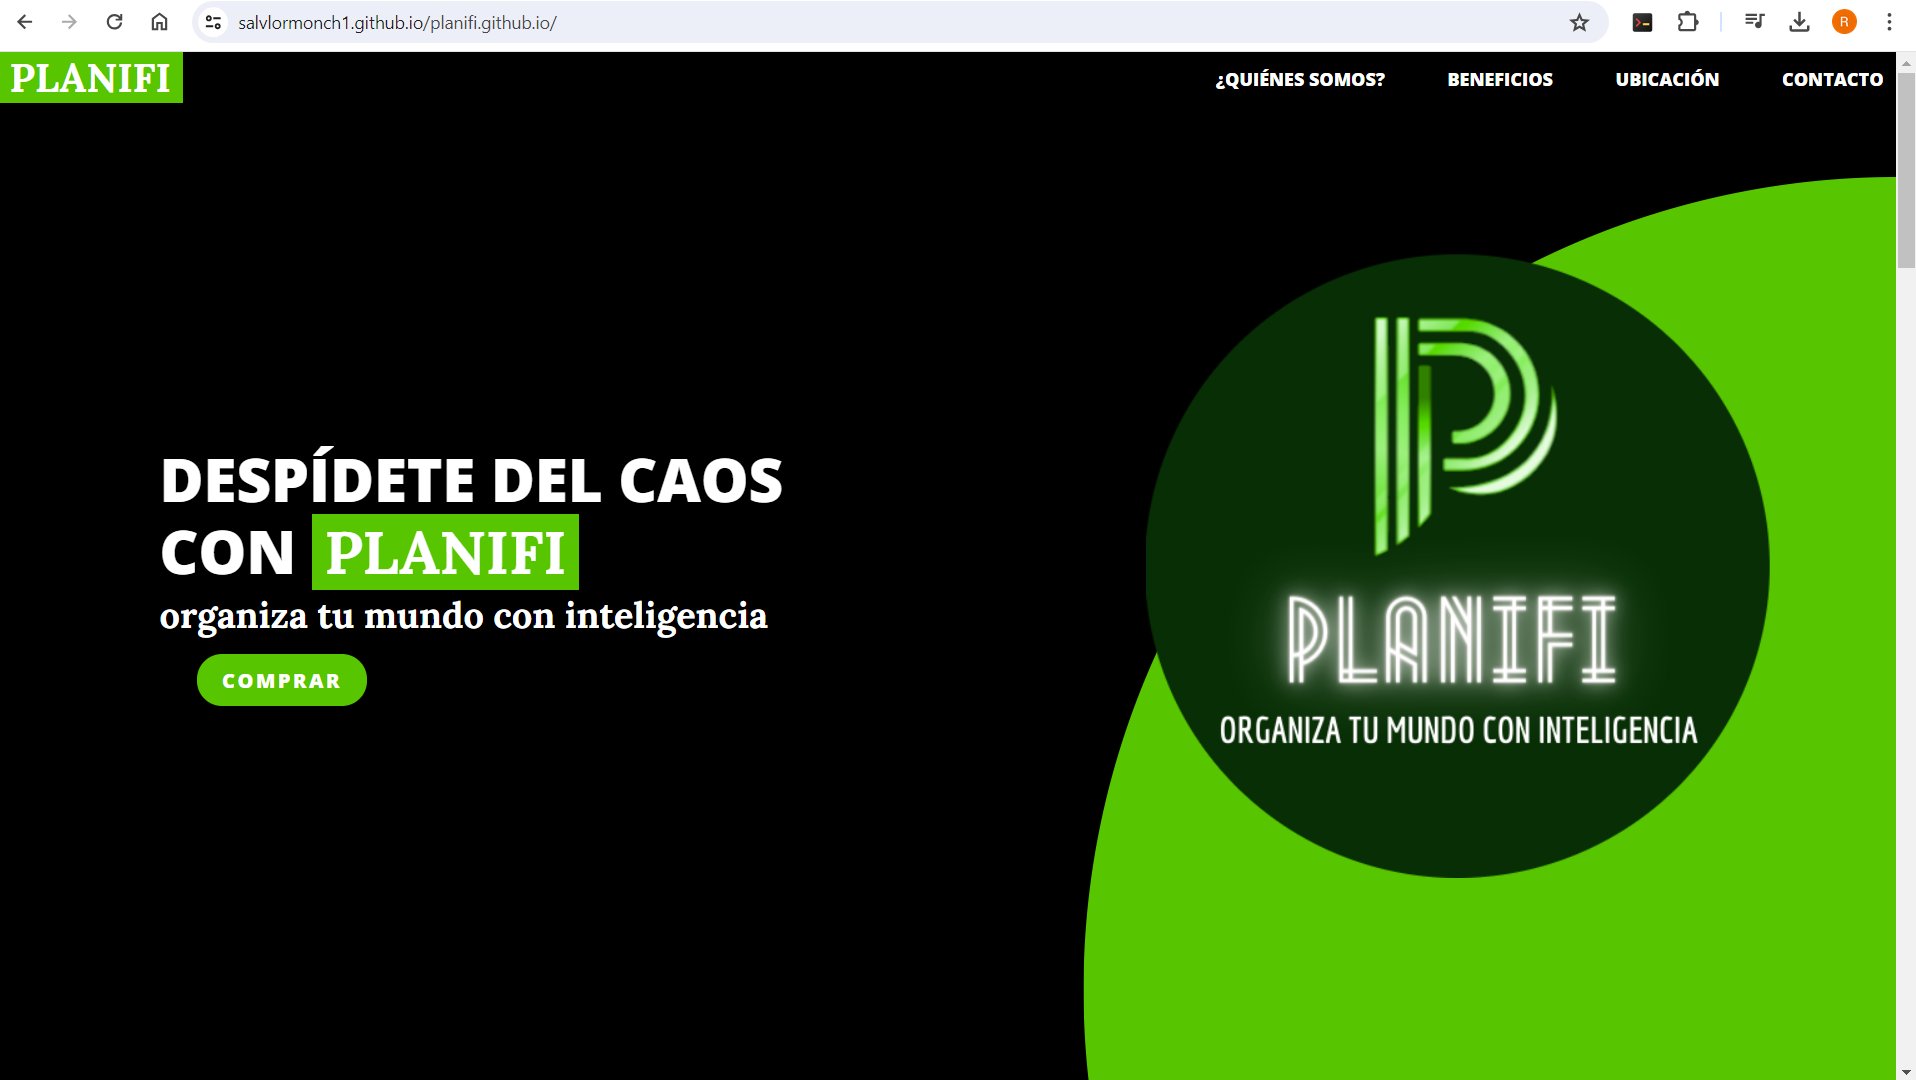 salvlormonch1.github.io/planifi.github.io/
R
PLANIFI
¿QUIÉNES SOMOS?
BENEFICIOS
UBICACIÓN
CONTACTO
DESPÍDETE DEL CAOS
CON PLANIFI
organiza tu mundo con inteligencia
COMPRAR
PLANIFI
ORGANIZA TU MUNDO CON INTELIGENCIA